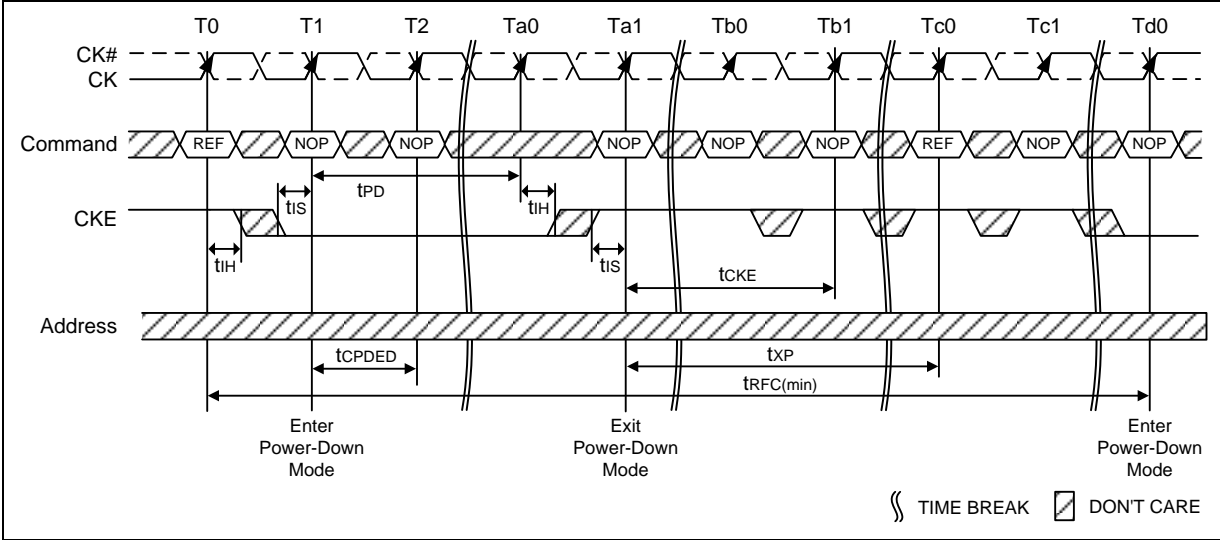 T0 T1 T2 Ta0 Ta1 Tb0 Tb1 Tc0 Tc1 Td0
CK#
CK
Command REF NOP NOP NOP NOP NOP REF NOP NOP
tPD
tIS tIH
CKE
tIH tIS
tCKE
Address
tCPDED tXP
tRFC(min)
Enter Power-Down Mode
Exit Power-Down Mode
Enter Power-Down Mode
TIME BREAK DON'T CARE